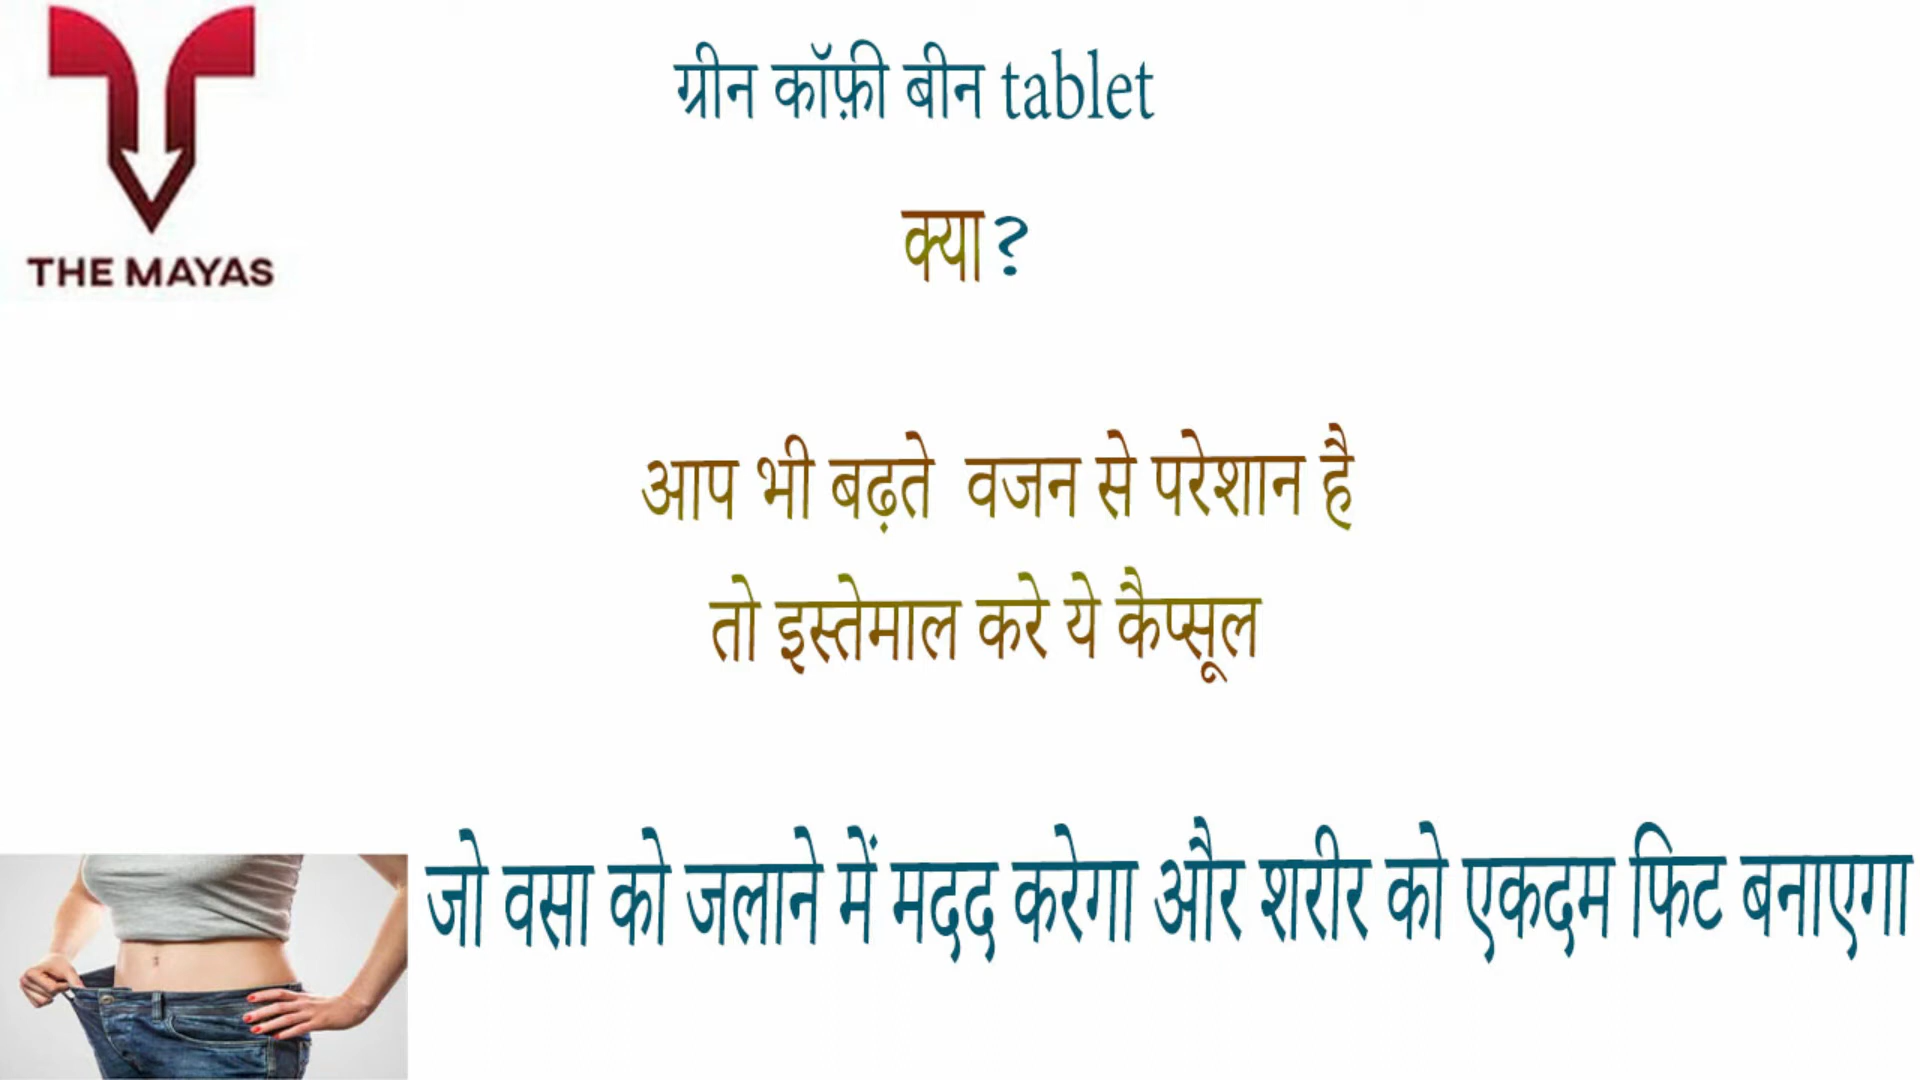 THE MAYAS
ग्रीन कॉफ़ी बीन tablet
क्या?
आप भी बढ़ते वजन से परेशान है
तो इस्तेमाल करे ये कैप्सूल
जो वसा को जलाने में मदद करेगा और शरीर को एकदम फिट बनाएगा